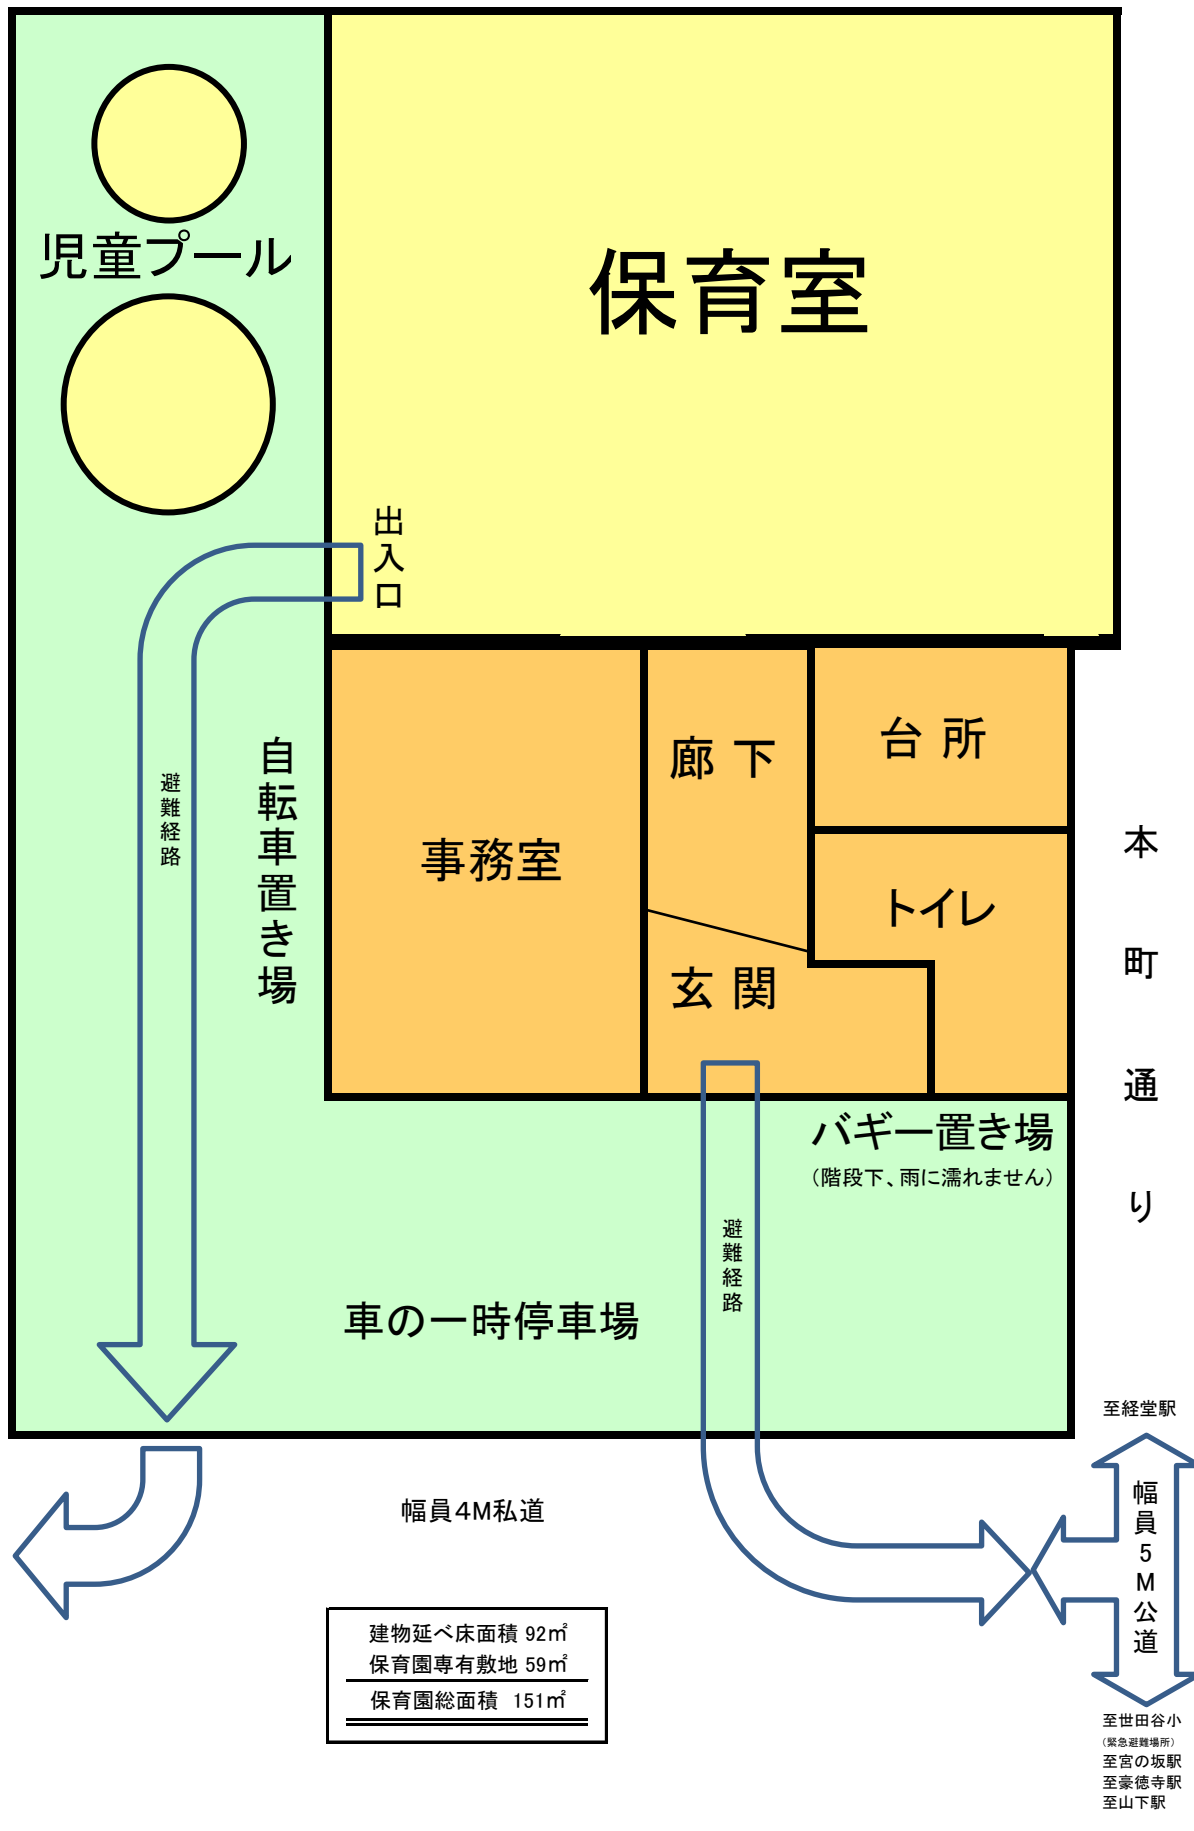 児童プール
保育室
出入口
自転車置き場
避難経路
事務室
廊 下
台 所
トイレ
玄 関
本町通り
バギー置き場
（階段下、雨に濡れません）
避難経路
車の一時停車場
至経堂駅
幅員4M私道
幅員5M公道
建物延べ床面積 92㎡
保育園専有敷地 59㎡
保育園総面積 151㎡
至世田谷小
（緊急避難場所）
至宮の坂駅
至豪徳寺駅
至山下駅